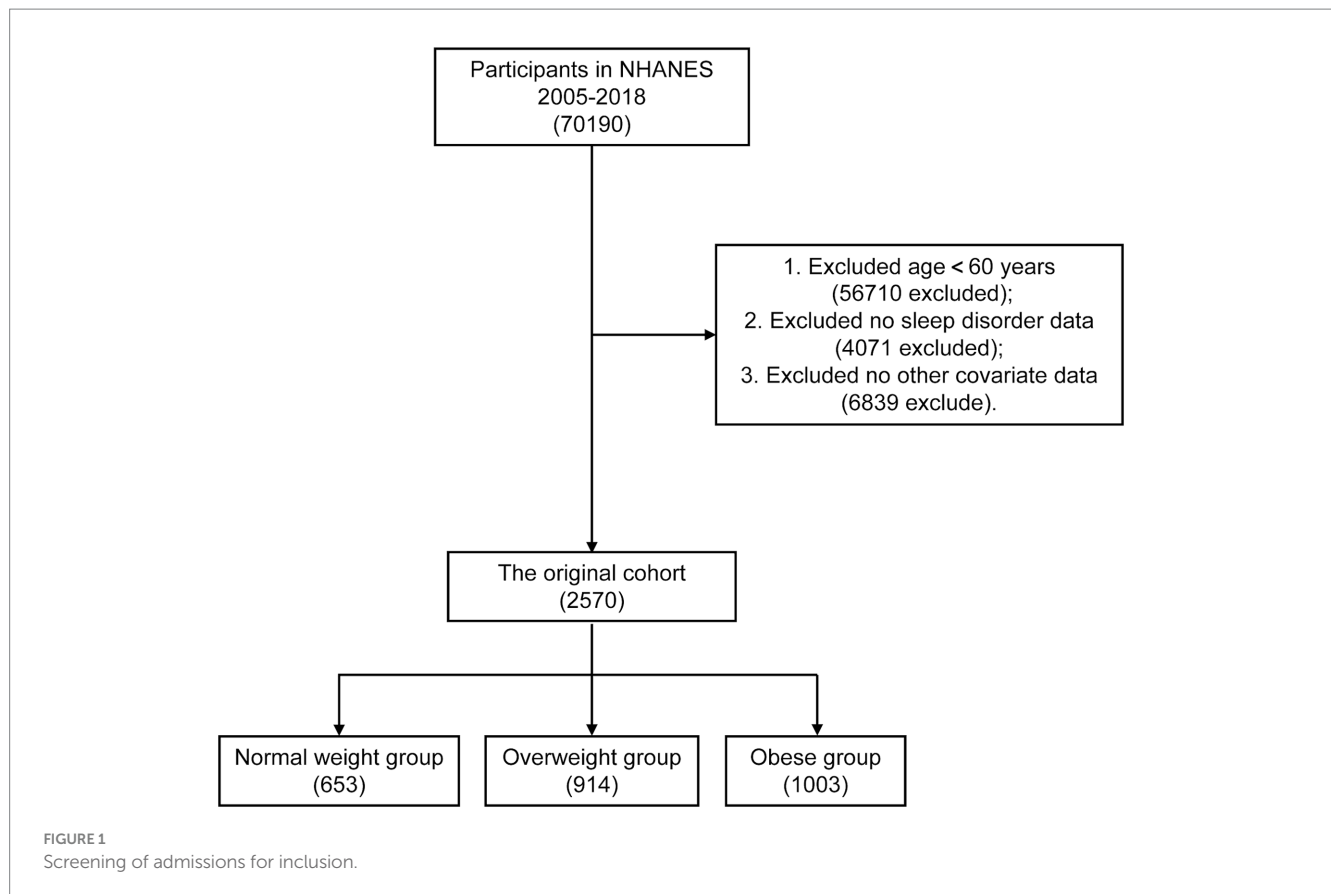 Participants in NHANES
2005-2018
(70190)
1. Excluded age < 60 years
(56710 excluded);
2. Excluded no sleep disorder data
(4071 excluded);
3. Excluded no other covariate data
(6839 exclude).
The original cohort
(2570)
Normal weight group
(653)
Overweight group
(914)
Obese group
(1003)
FIGURE 1
Screening of admissions for inclusion.